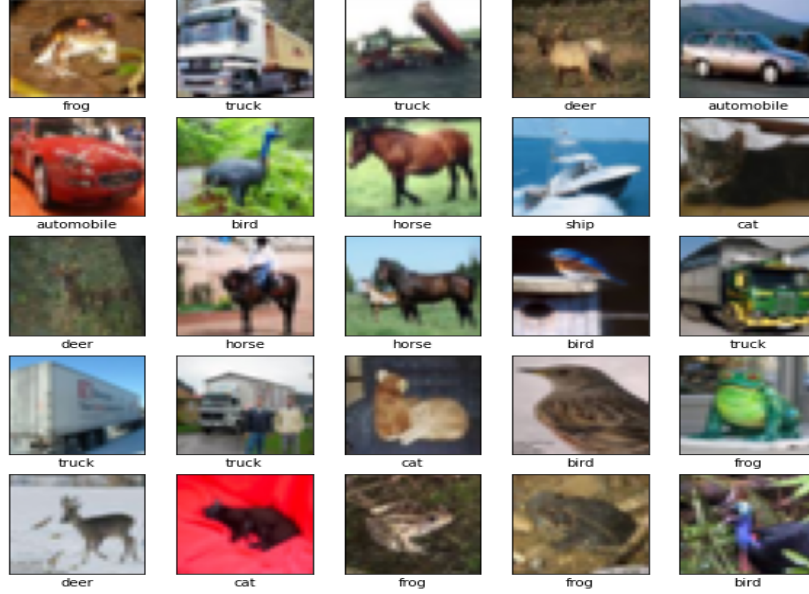 frog truck truck deer automobile
automobile bird horse ship cat
deer horse horse bird truck
truck truck cat bird frog
deer cat frog frog bird